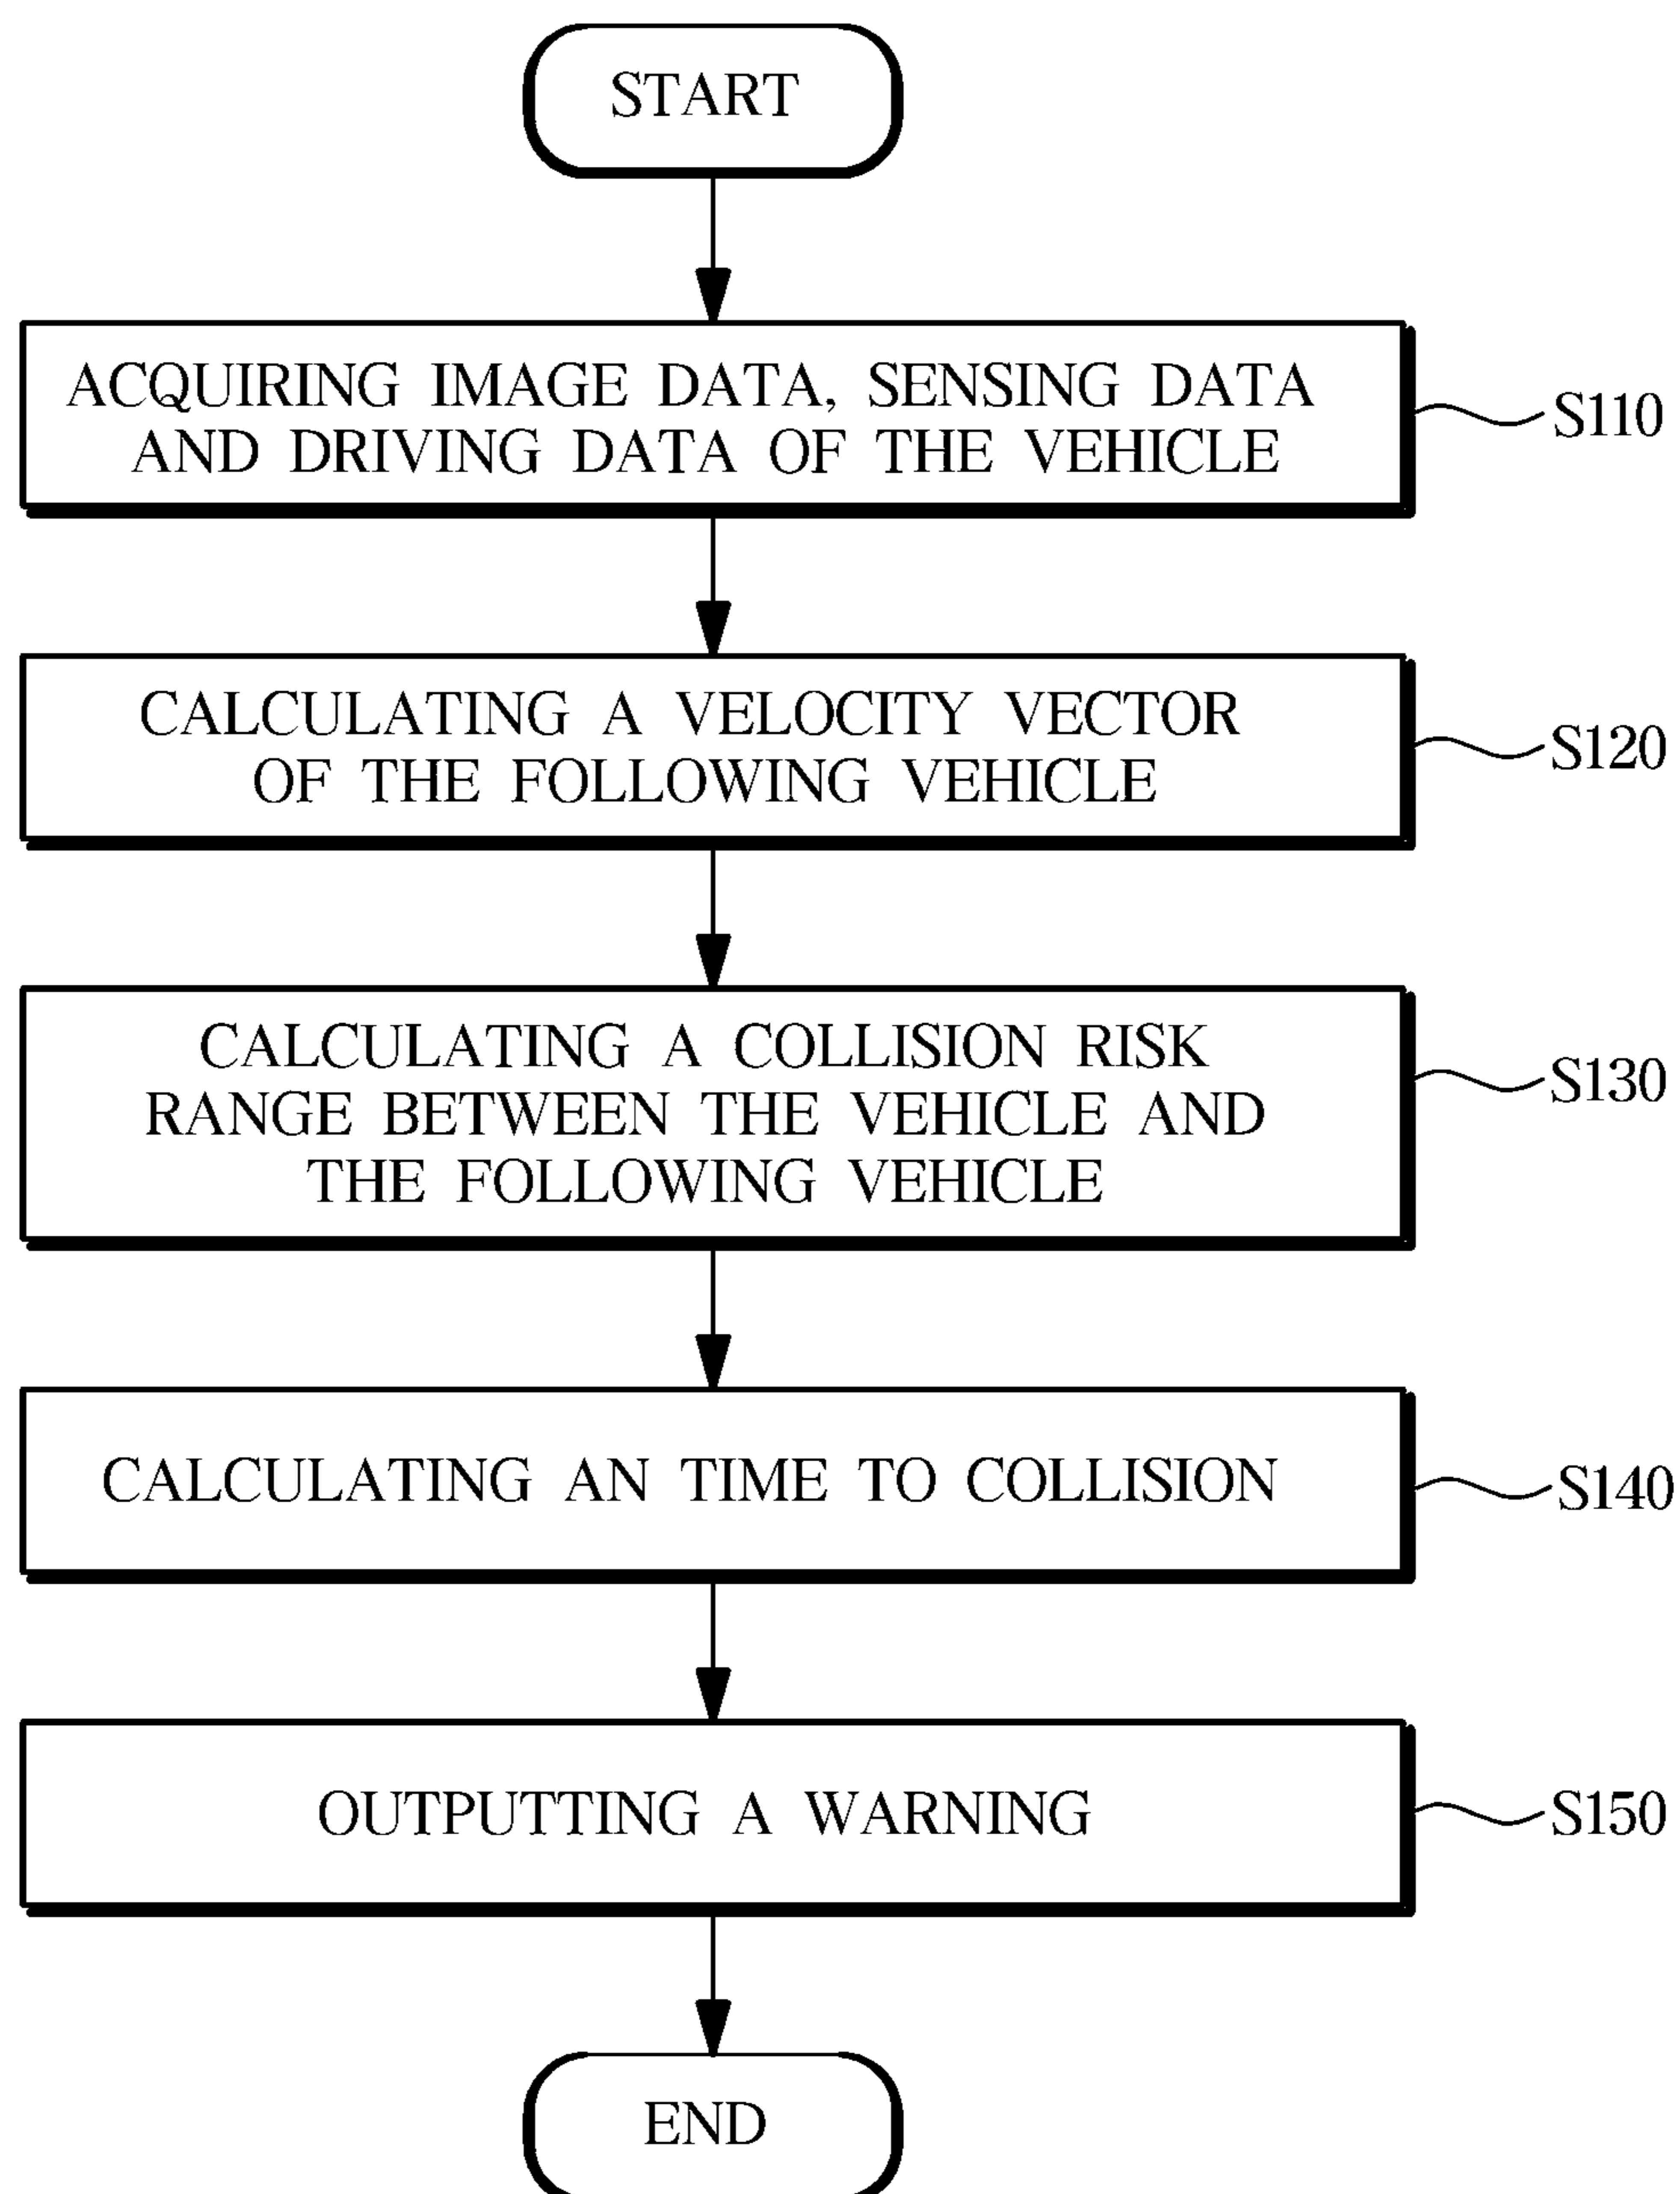 START
ACQUIRING IMAGE DATA, SENSING DATA
AND DRIVING DATA OF THE VEHICLE
S110
CALCULATING A VELOCITY VECTOR
OF THE FOLLOWING VEHICLE
S120
CALCULATING A COLLISION RISK
RANGE BETWEEN THE VEHICLE AND
THE FOLLOWING VEHICLE
S130
CALCULATING AN TIME TO COLLISION
S140
OUTPUTTING A WARNING
S150
END